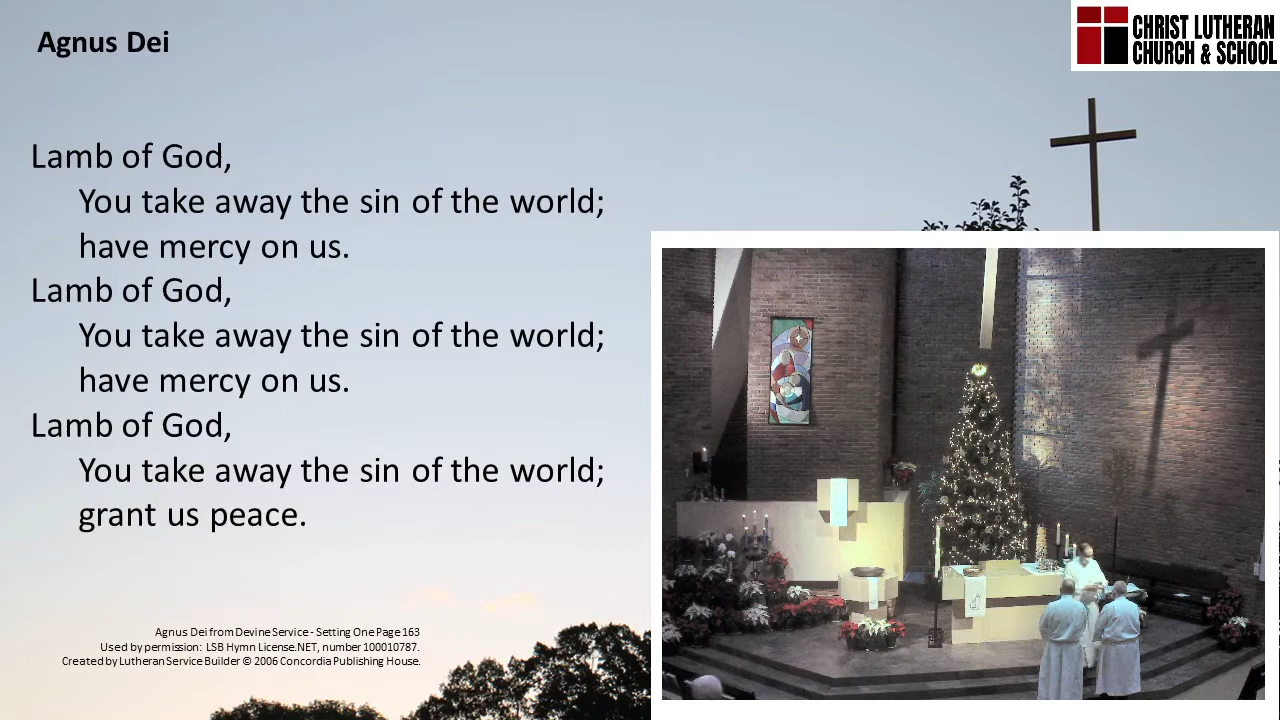 Agnus Dei
CHRIST LUTHERAN
CHURCH & SCHOOL
Lamb of God,
You take away the sin of the world;
have mercy on us.
Lamb of God,
You take away the sin of the world;
have mercy on us.
Lamb of God,
You take away the sin of the world;
grant us peace.
Agnus Dei from Devine Service - Setting One Page 163
Used by permission: LSB Hymn License.NET, number 100010787.
Created by Lutheran Service Builder © 2006 Concordia Publishing House.